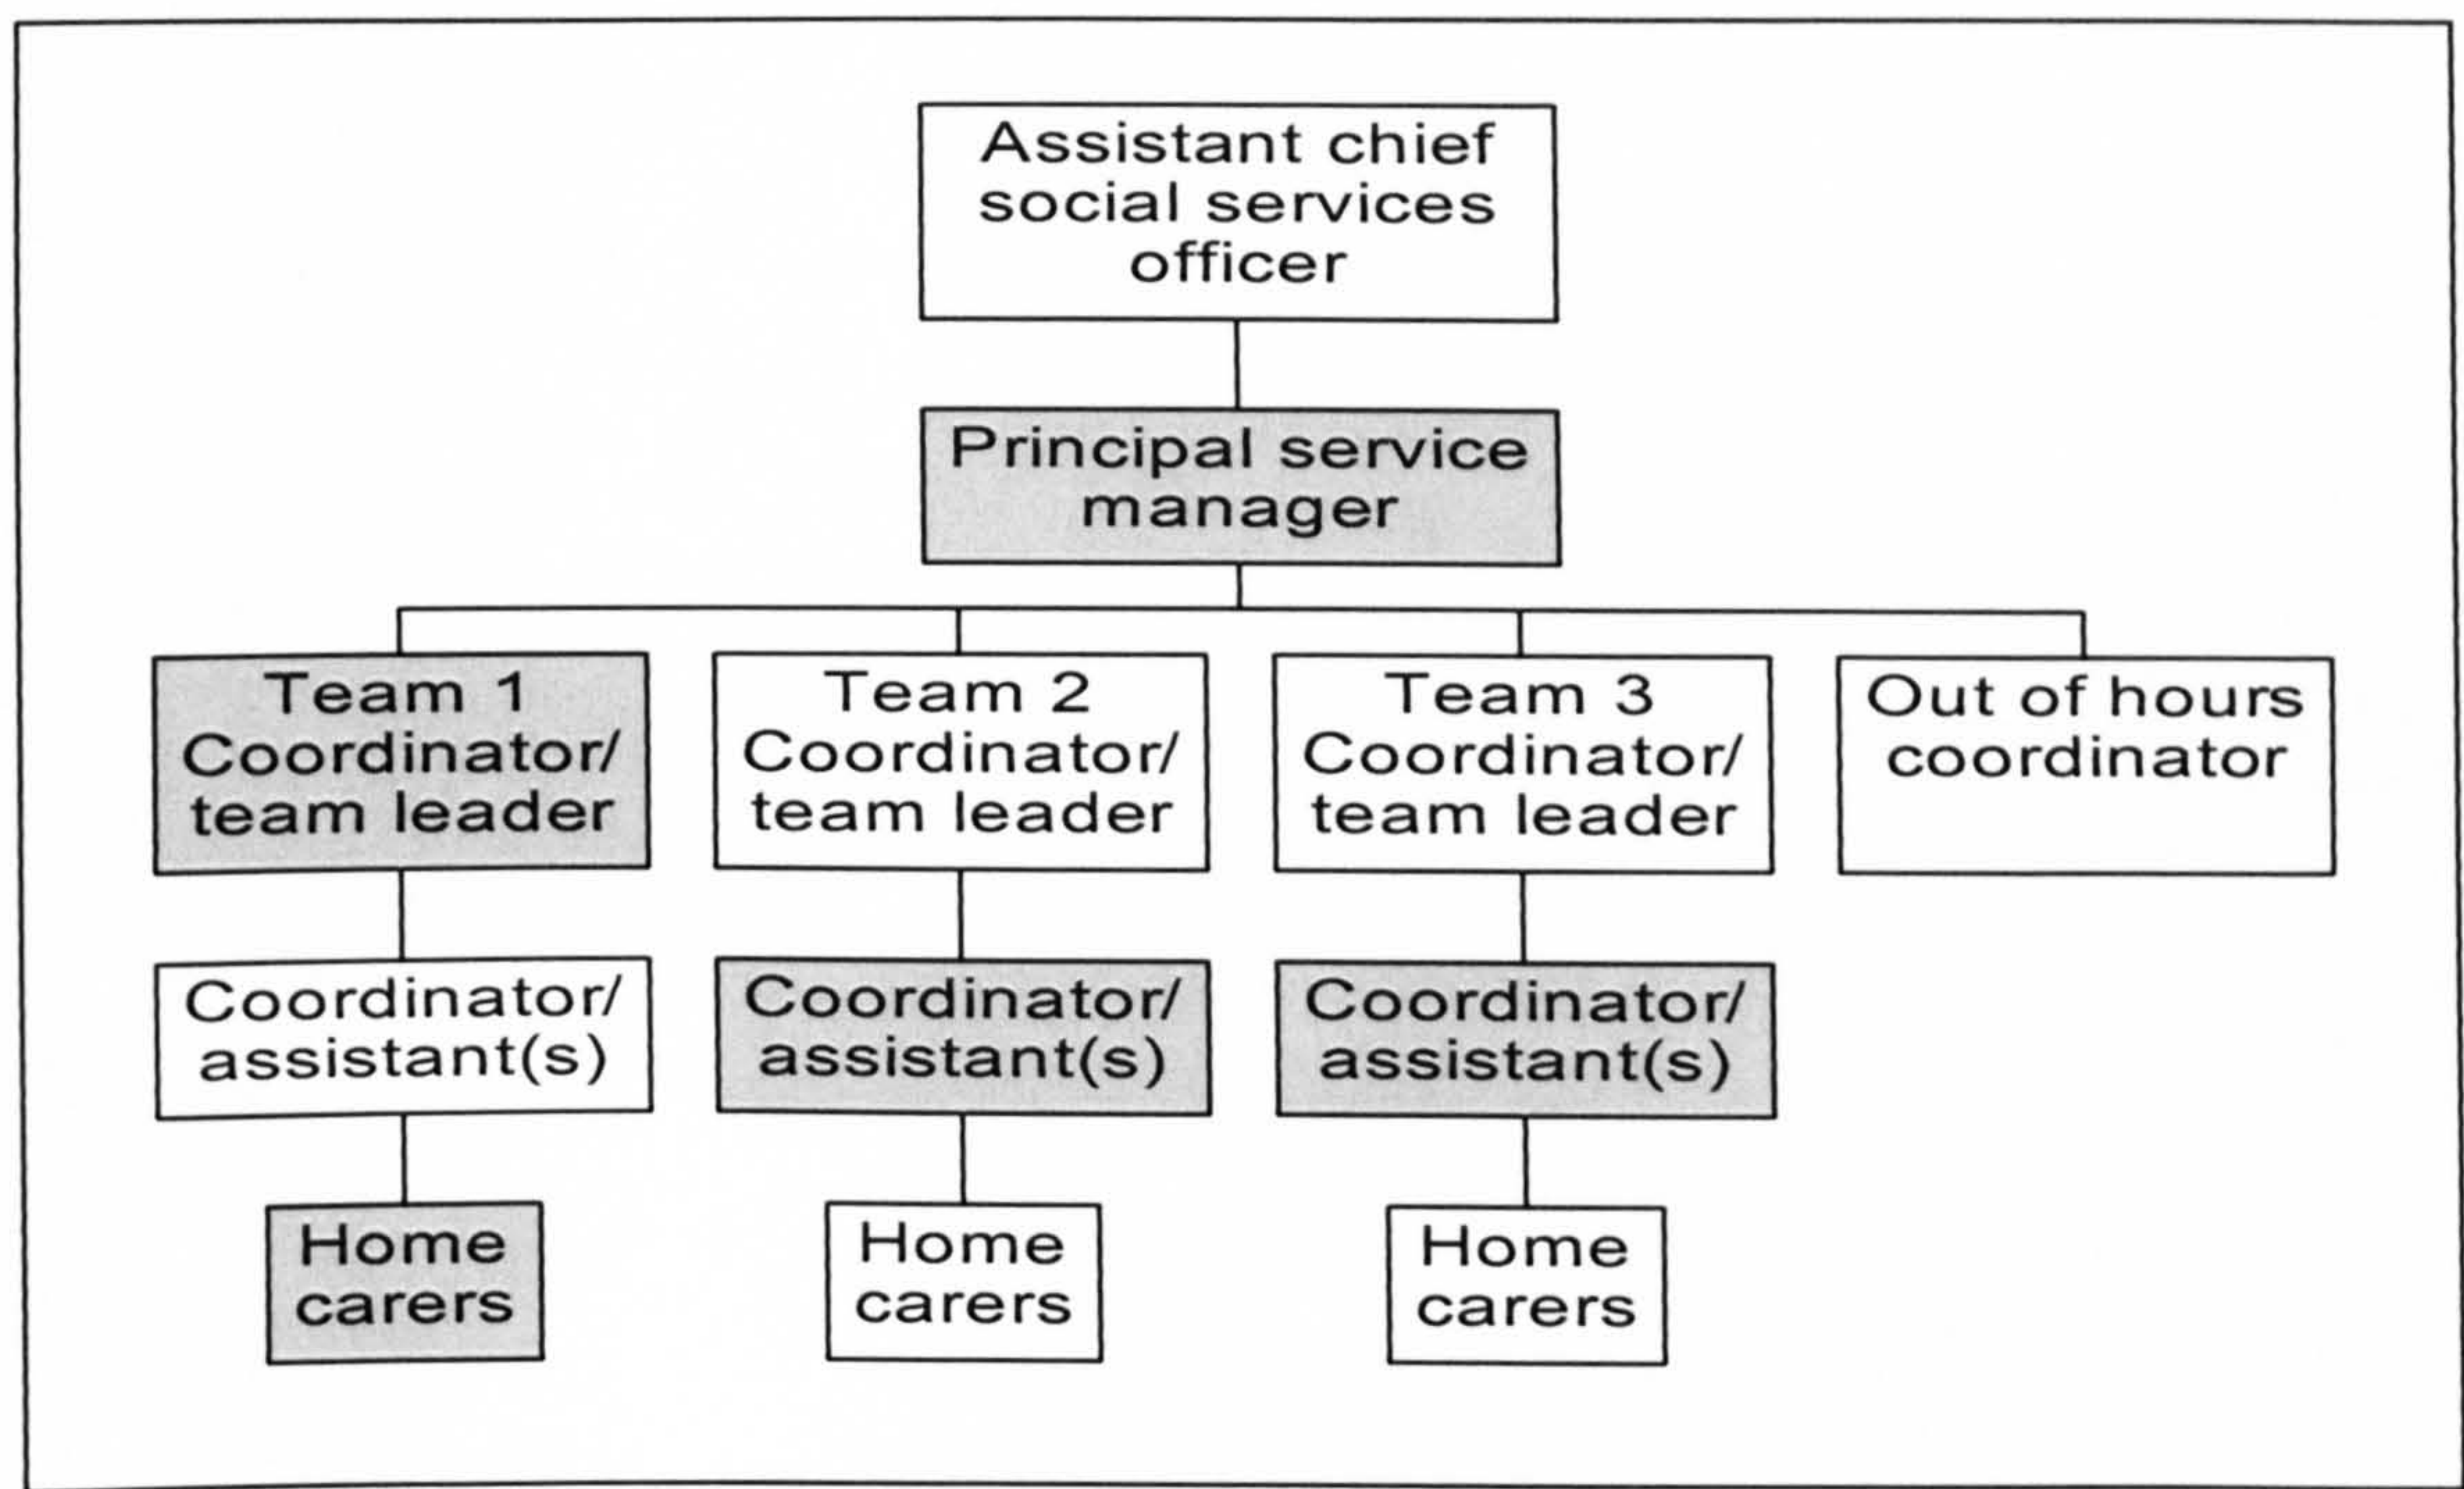 Assistant chief
social services
officer
Principal service
manager
Team 1
Coordinator/
team leader
Team 2
Coordinator/
team leader
Team 3
Coordinator/
team leader
Out of hours
coordinator
Coordinator/
assistant(s)
Coordinator/
assistant(s)
Coordinator/
assistant(s)
Home
carers
Home
carers
Home
carers